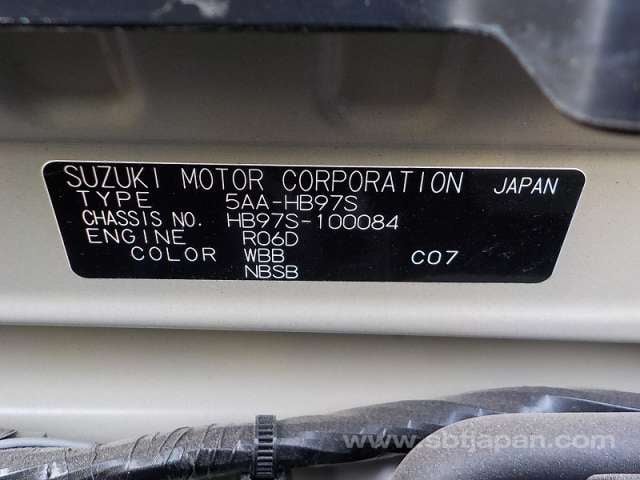 SUZUKI MOTOR CORPORATION JAPAN
TYPE 5AA-HB97S
CHASSIS NO. HB97S-100084
ENGINE R06D
COLOR WBB C07
NBSB
www.sbtjapan.com